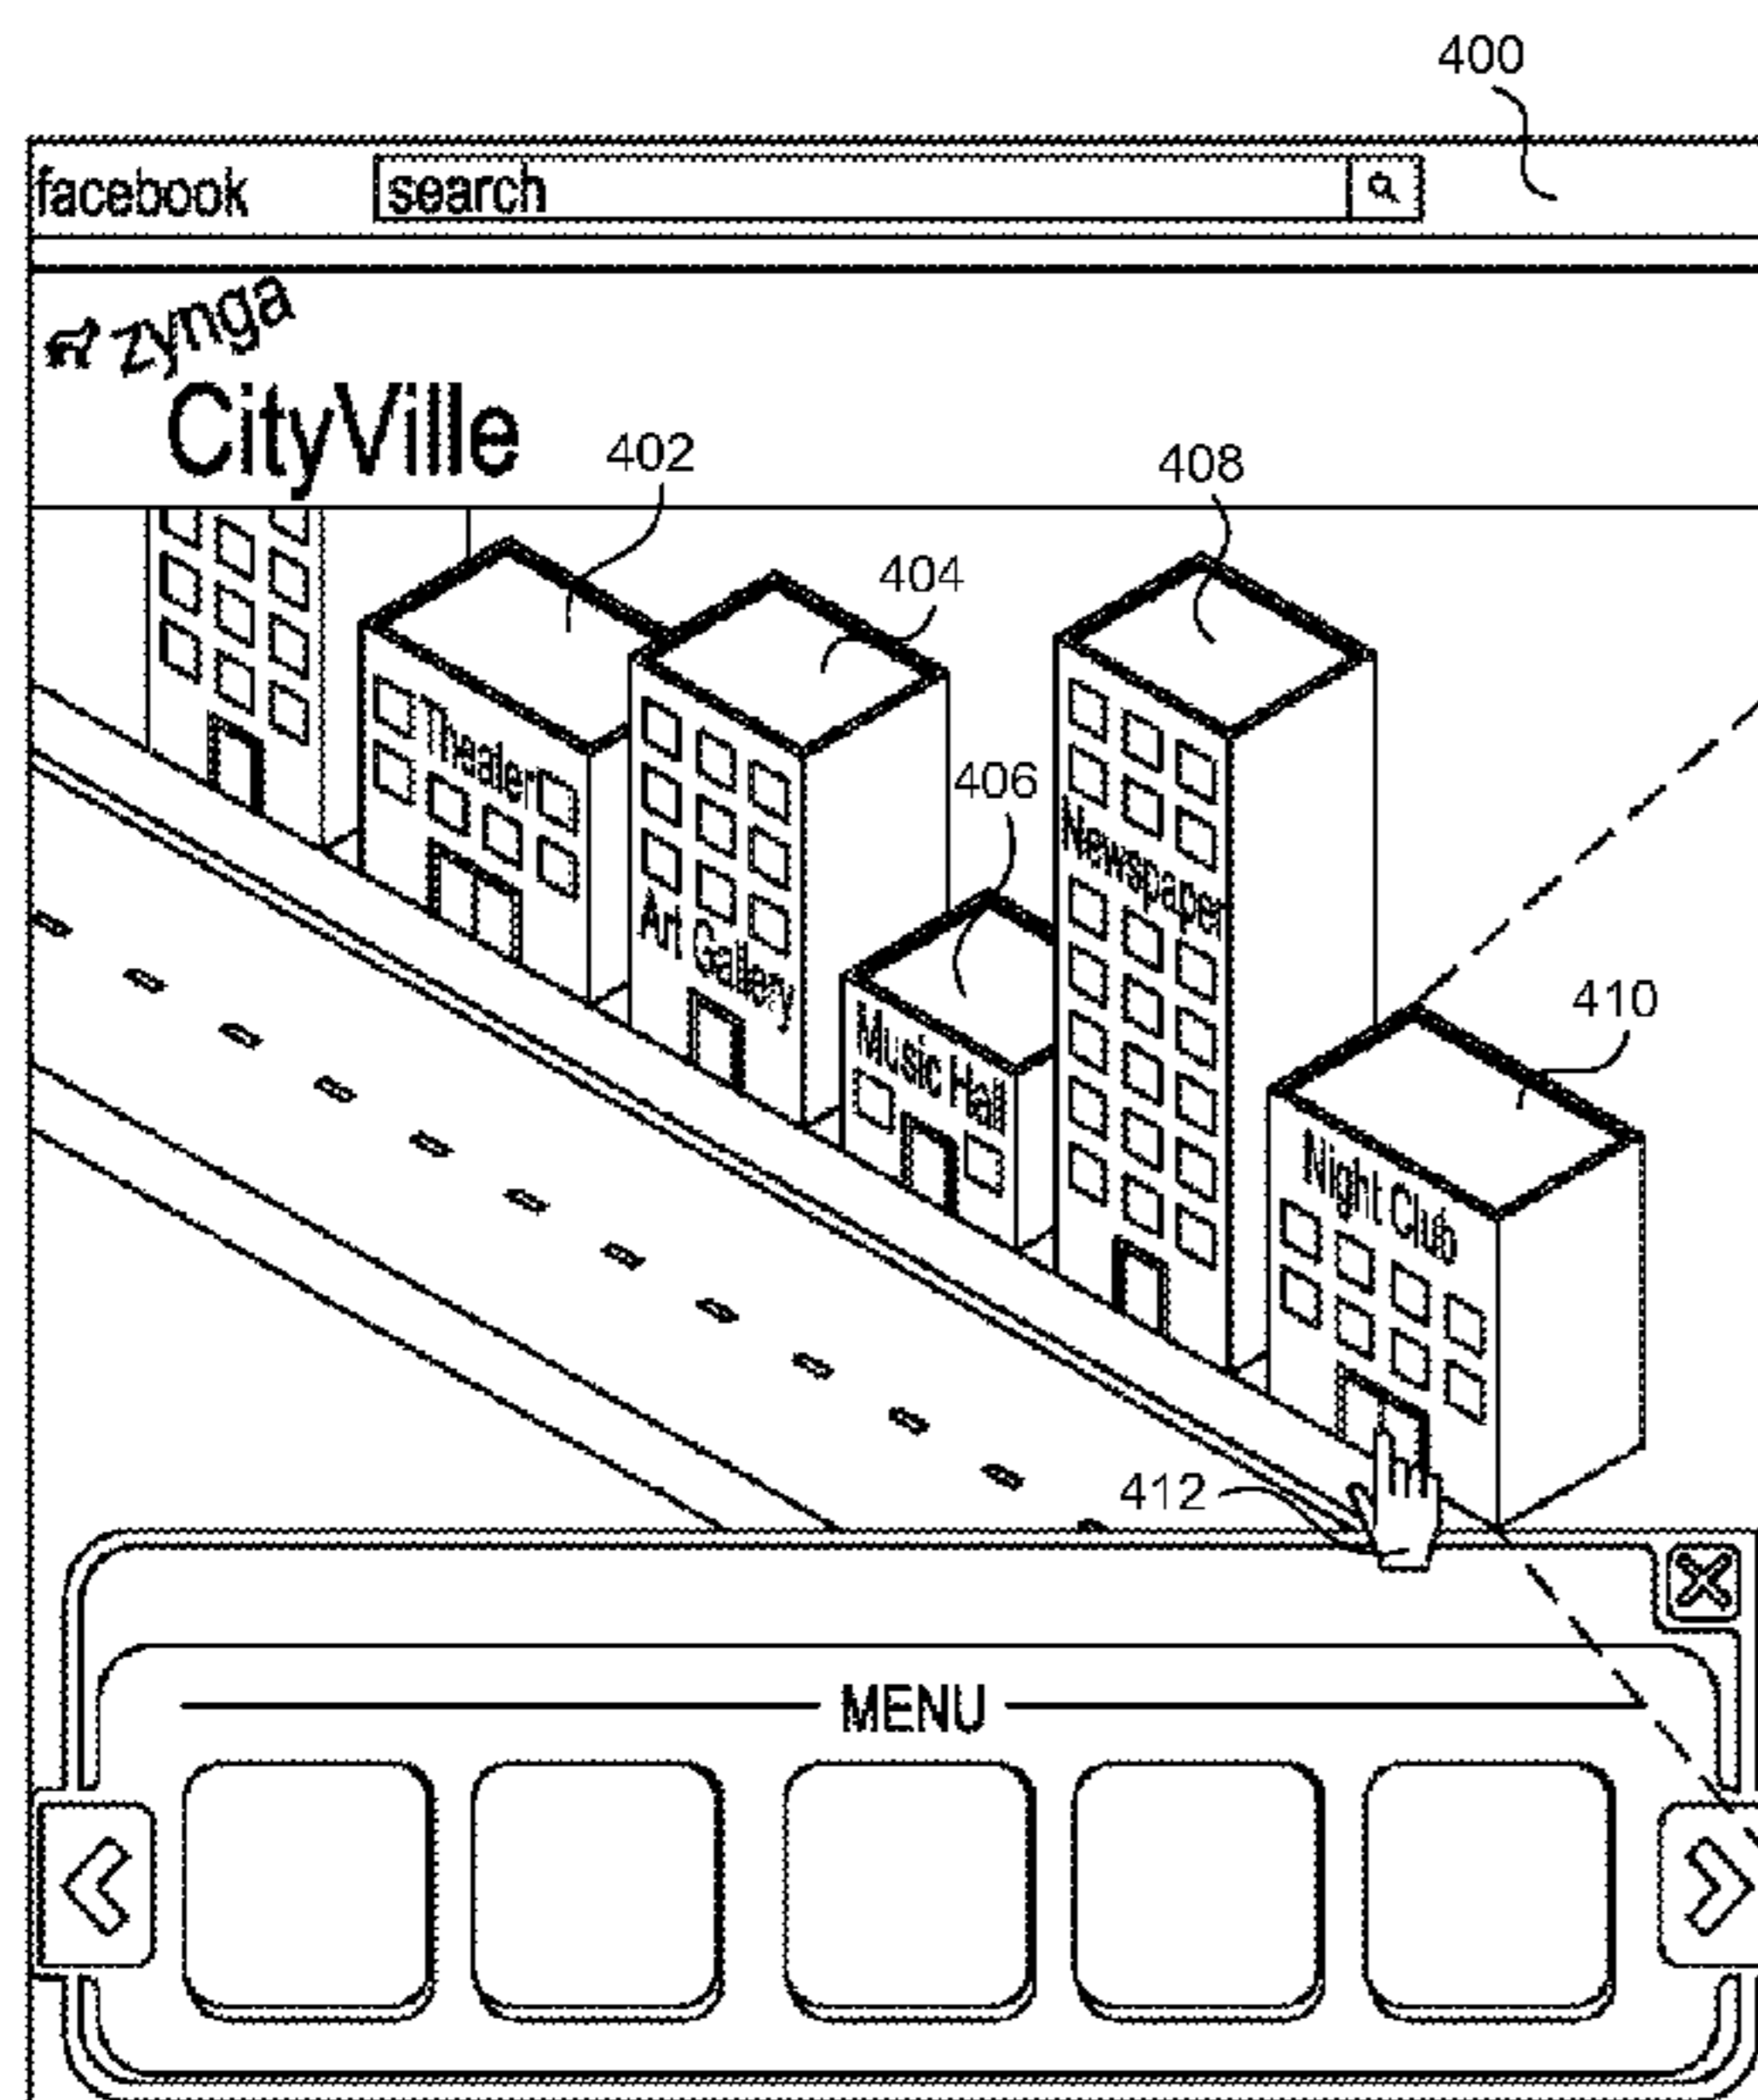 400
facebook
search
zynga
CityVille
402
408
404
Theater
406
Newspaper
Art Gallery
410
Music Hall
Night Club
412
MENU